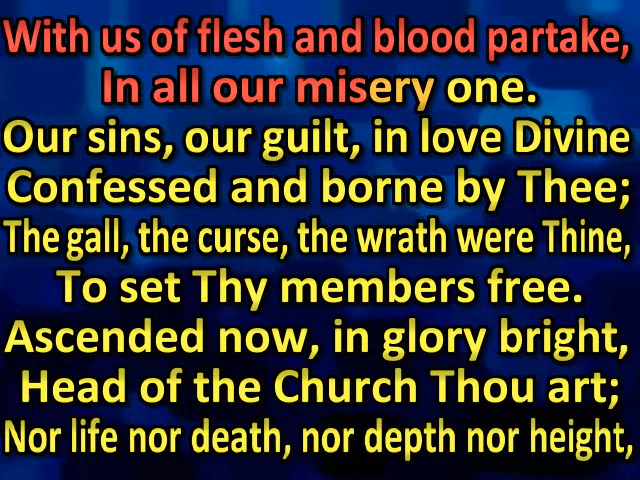 With us of flesh and blood partake,
In all our misery one.
Our sins, our guilt, in love Divine
Confessed and borne by Thee;
The gall, the curse, the wrath were Thine,
To set Thy members free.
Ascended now, in glory bright,
Head of the Church Thou art;
Nor life nor death, nor depth nor height,